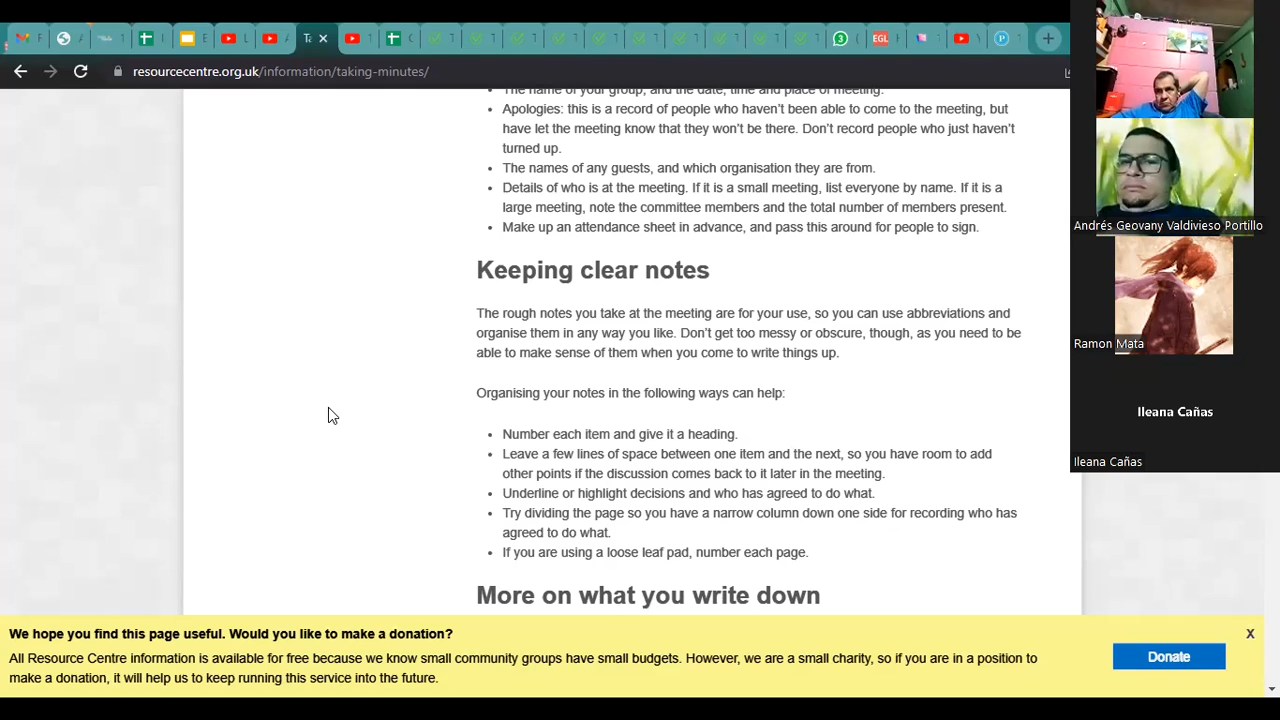 resourcecentre.org.uk/information/taking-minutes/
3
EGL
The name of your group, and the date, time and place of meeting.
Apologies: this is a record of people who haven't been able to come to the meeting, but
have let the meeting know that they won't be there. Don't record people who just haven't
turned up.
The names of any guests, and which organisation they are from.
Details of who is at the meeting. If it is a small meeting, list everyone by name. If it is a
large meeting, note the committee members and the total number of members present.
Make up an attendance sheet in advance, and pass this around for people to sign.
Keeping clear notes
The rough notes you take at the meeting are for your use, so you can use abbreviations and
organise them in any way you like. Don't get too messy or obscure, though, as you need to be
able to make sense of them when you come to write things up.
Organising your notes in the following ways can help:
Number each item and give it a heading.
Leave a few lines of space between one item and the next, so you have room to add
other points if the discussion comes back to it later in the meeting.
Underline or highlight decisions and who has agreed to do what.
Try dividing the page so you have a narrow column down one side for recording who has
agreed to do what.
If you are using a loose leaf pad, number each page.
More on what you write down
We hope you find this page useful. Would you like to make a donation?
X
All Resource Centre information is available for free because we know small community groups have small budgets. However, we are a small charity, so if you are in a position to
make a donation, it will help us to keep running this service into the future.
Donate
Andrés Geovany Valdivieso Portillo
Ramon Mata
Ileana Cañas
Ileana Cañas